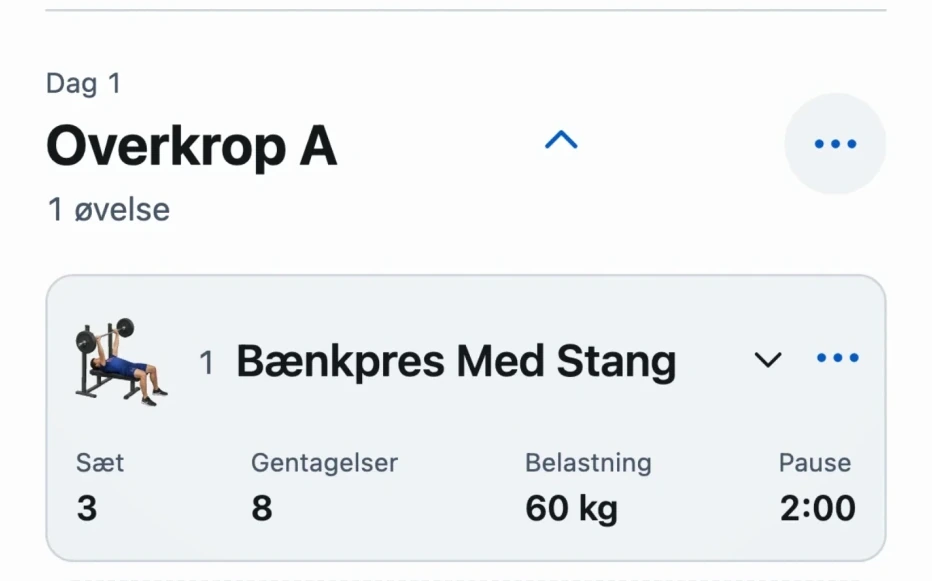 Dag 1
Overkrop A
1 øvelse
1 Bænkpres Med Stang
Sæt Gentagelser Belastning Pause
3 8 60 kg 2:00